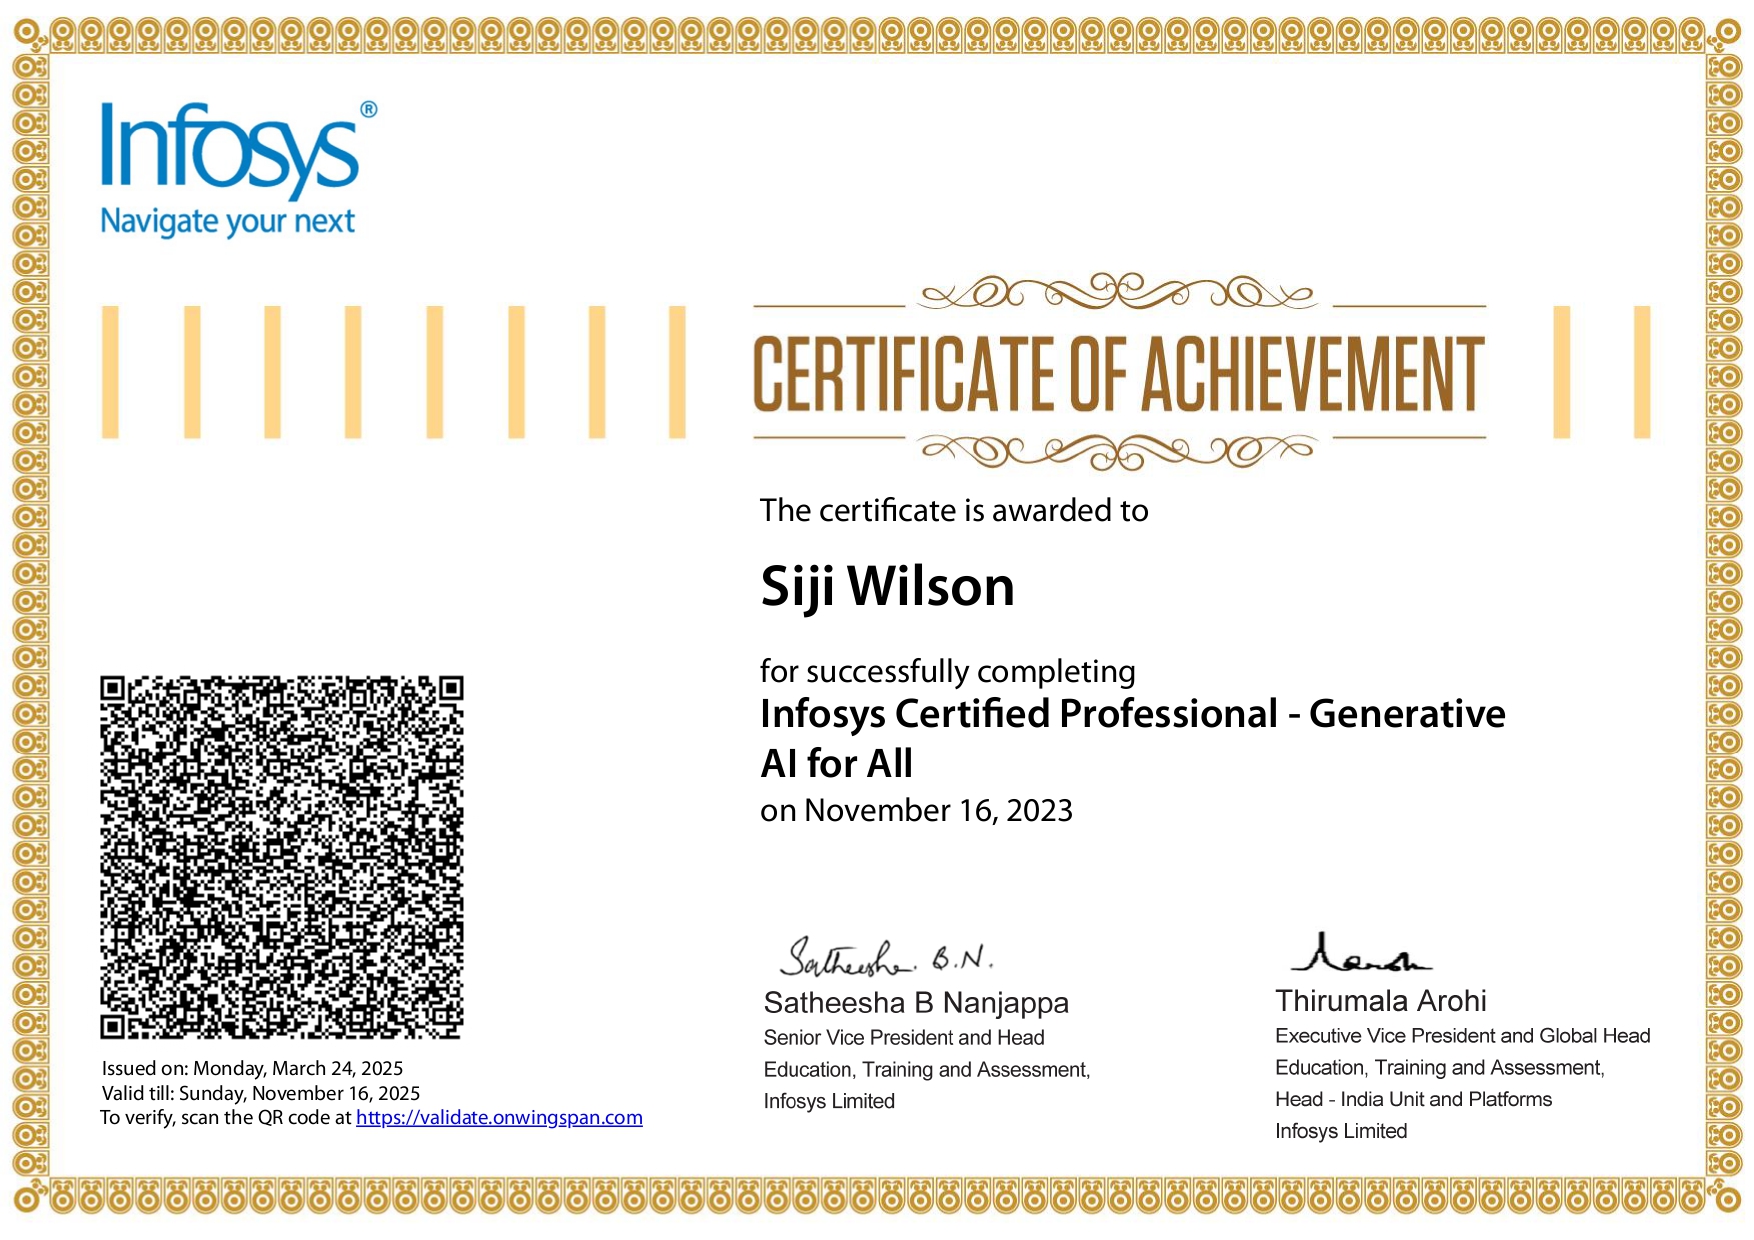 Infosys®
Navigate your next
CERTIFICATE OF ACHIEVEMENT
The certificate is awarded to
Siji Wilson
for successfully completing
Infosys Certified Professional - Generative
AI for All
on November 16, 2023
Satheesha. B.N.
Satheesha B Nanjappa
Senior Vice President and Head
Education, Training and Assessment,
Infosys Limited
Thirumala Arohi
Executive Vice President and Global Head
Education, Training and Assessment,
Head - India Unit and Platforms
Infosys Limited
Issued on: Monday, March 24, 2025
Valid till: Sunday, November 16, 2025
To verify, scan the QR code at https://validate.onwingspan.com